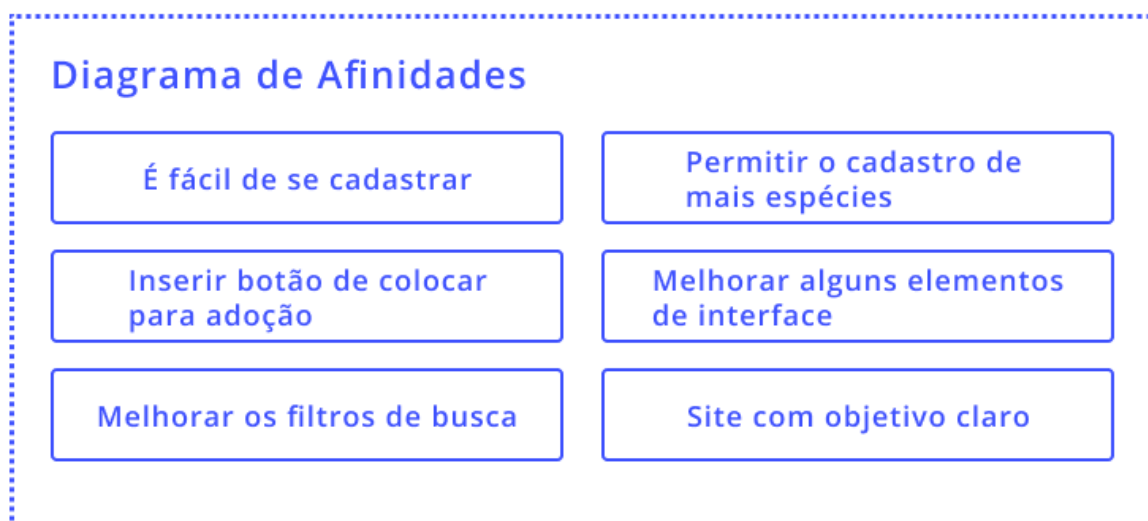 Diagrama de Afinidades
É fácil de se cadastrar
Permitir o cadastro de
mais espécies
Inserir botão de colocar
para adoção
Melhorar alguns elementos
de interface
Melhorar os filtros de busca
Site com objetivo claro